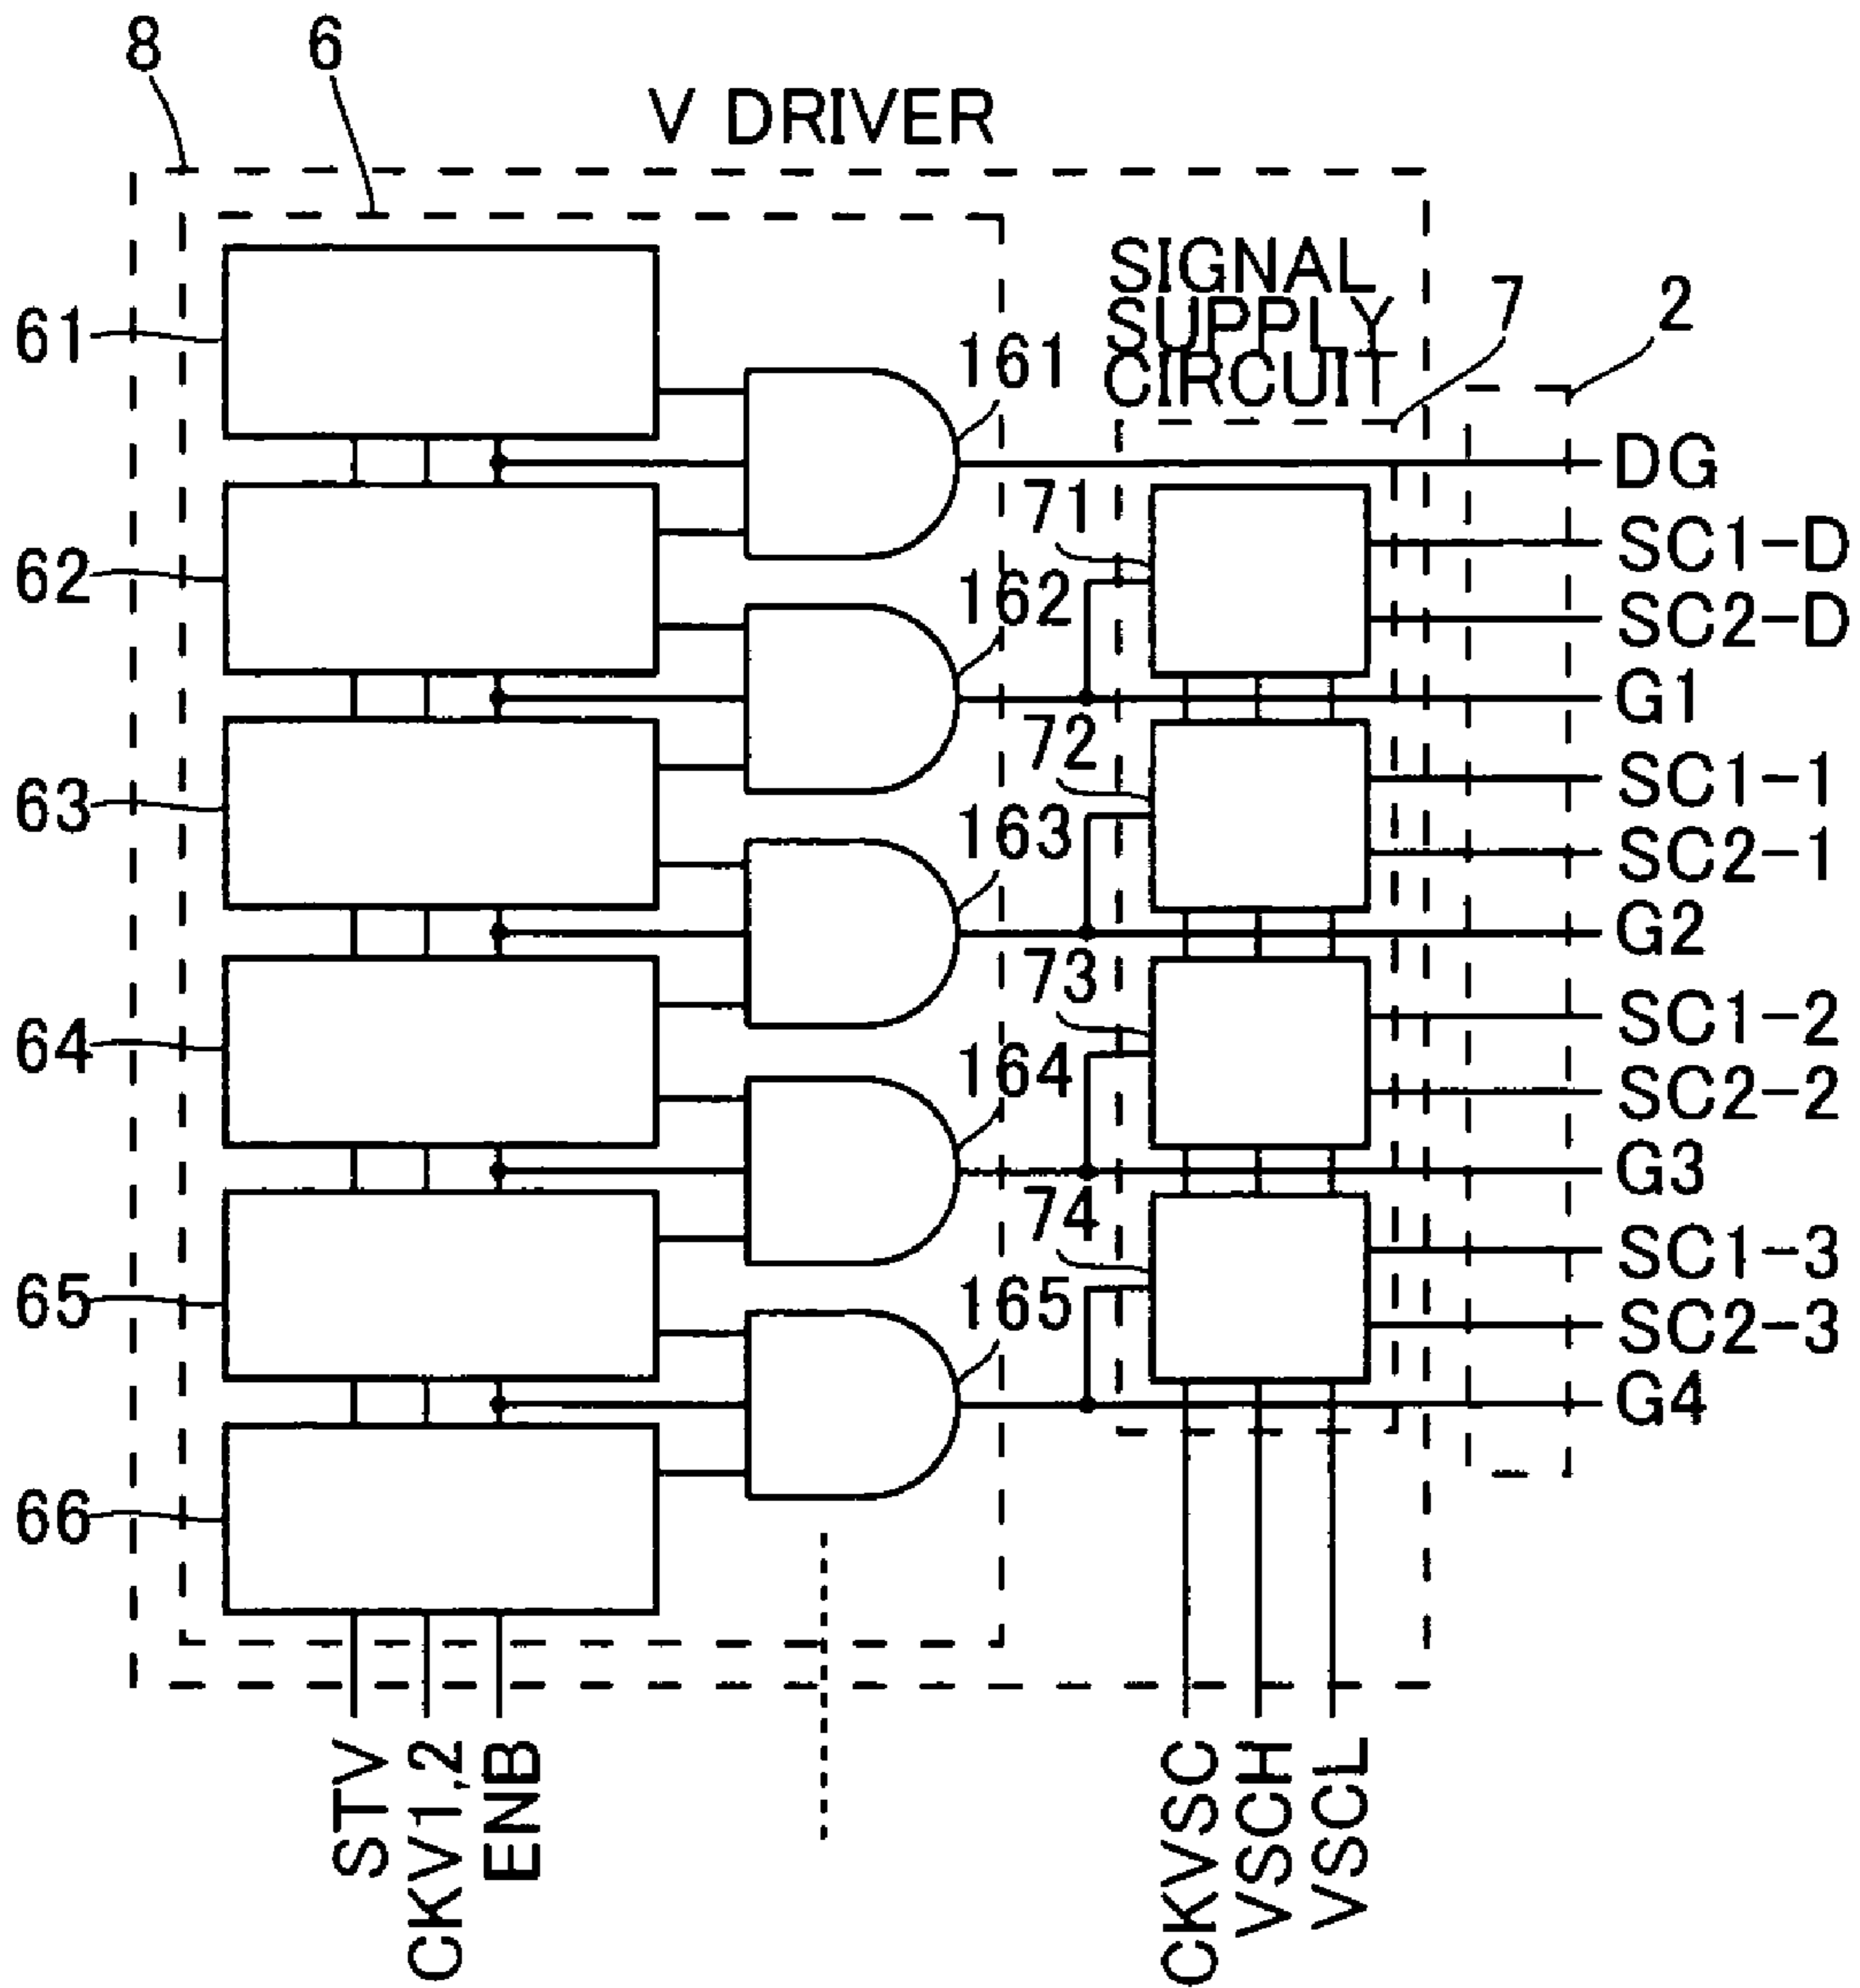 8
6
V DRIVER
SIGNAL
SUPPLY
CIRCUIT
7
2
61
161
DG
71
SC1-D
62
162
SC2-D
G1
72
SC1-1
63
163
SC2-1
G2
73
SC1-2
64
164
SC2-2
G3
74
SC1-3
65
165
SC2-3
G4
66
STV
CKV1,2
ENB
CKVSC
VSCH
VSCL